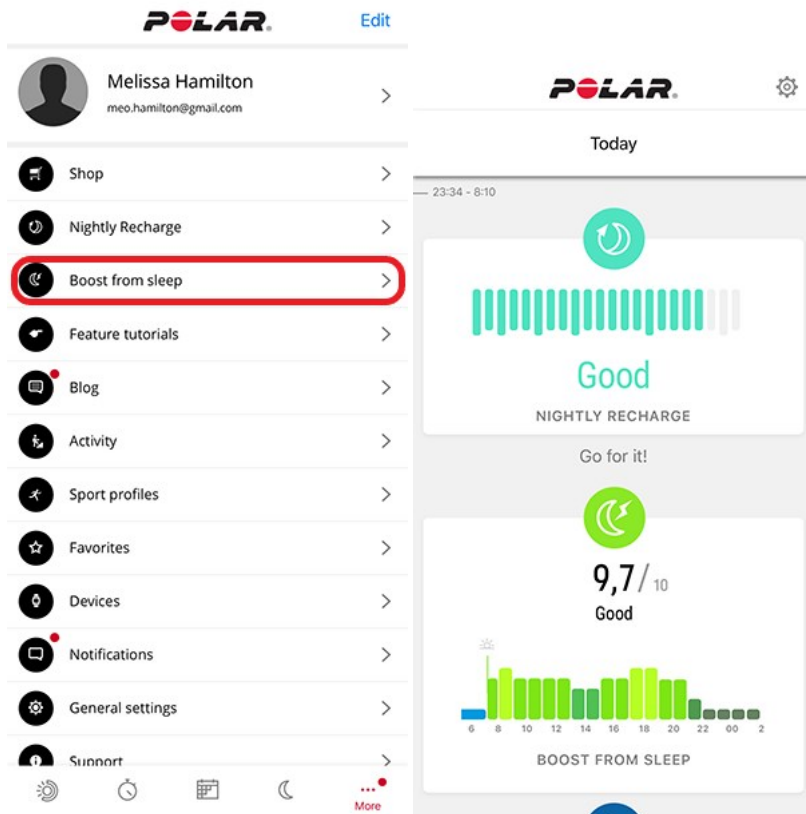 POLAR.
Edit
Melissa Hamilton
meo.hamilton@gmail.com
Shop
Nightly Recharge
Boost from sleep
Feature tutorials
Blog
Activity
Sport profiles
Favorites
Devices
Notifications
General settings
Support
More
POLAR.
Today
23:34 - 8:10
Good
NIGHTLY RECHARGE
Go for it!
9,7/10
Good
6 8 10 12 14 16 18 20 22 00 2
BOOST FROM SLEEP